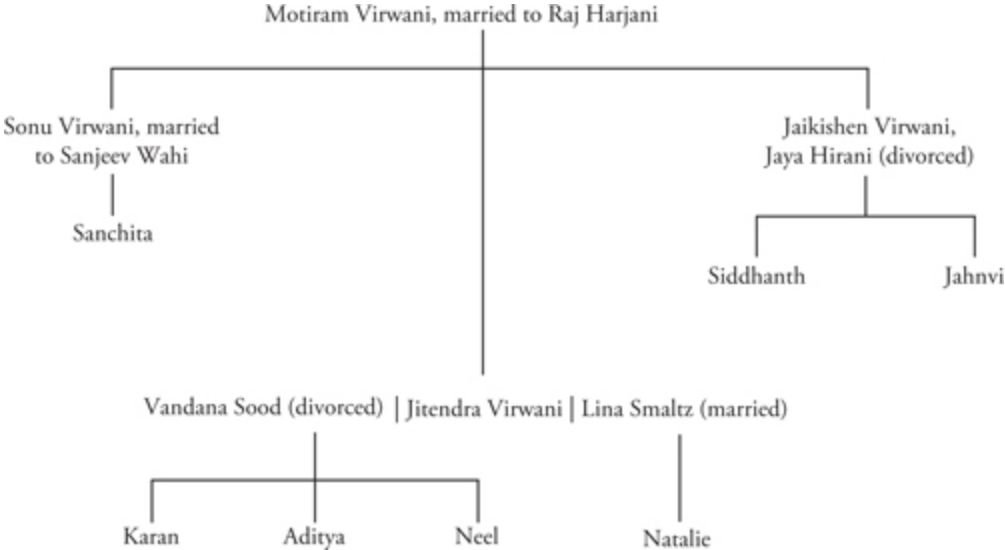 Motiram Virwani, married to Raj Harjani
Sonu Virwani, married
to Sanjeev Wahi
Jaikishen Virwani,
Jaya Hirani (divorced)
Sanchita
Siddhanth
Jahnvi
Vandana Sood (divorced) | Jitendra Virwani | Lina Smaltz (married)
Karan
Aditya
Neel
Natalie